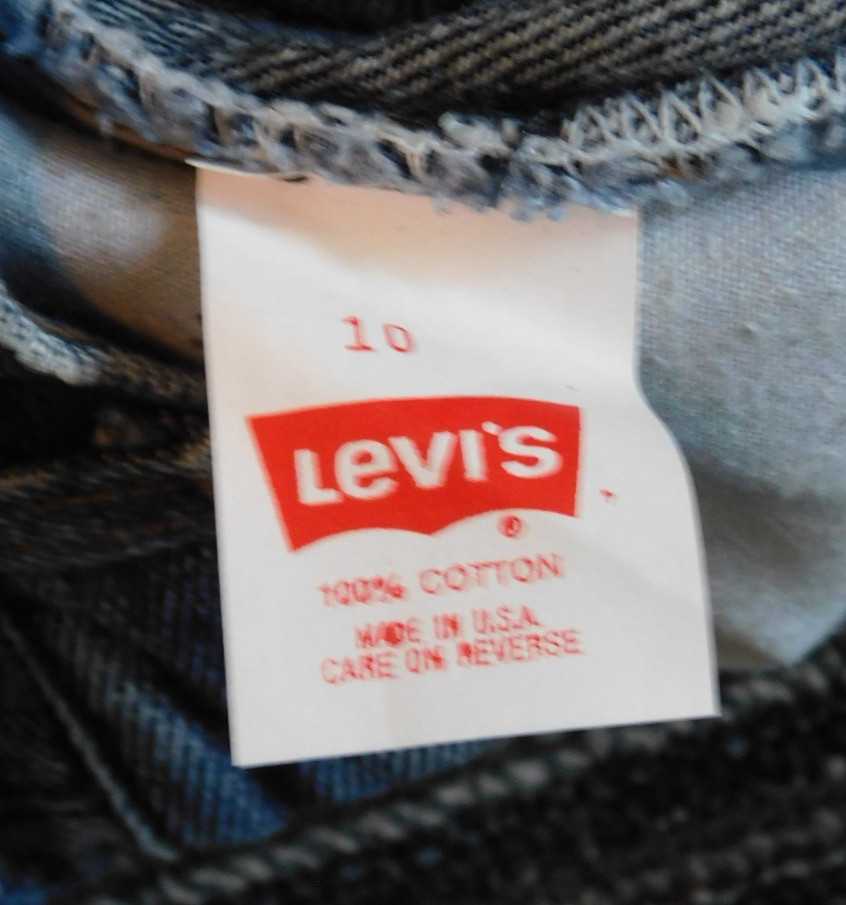 10
LEVI'S
®
100% COTTON
MADE IN U.S.A.
CARE ON REVERSE